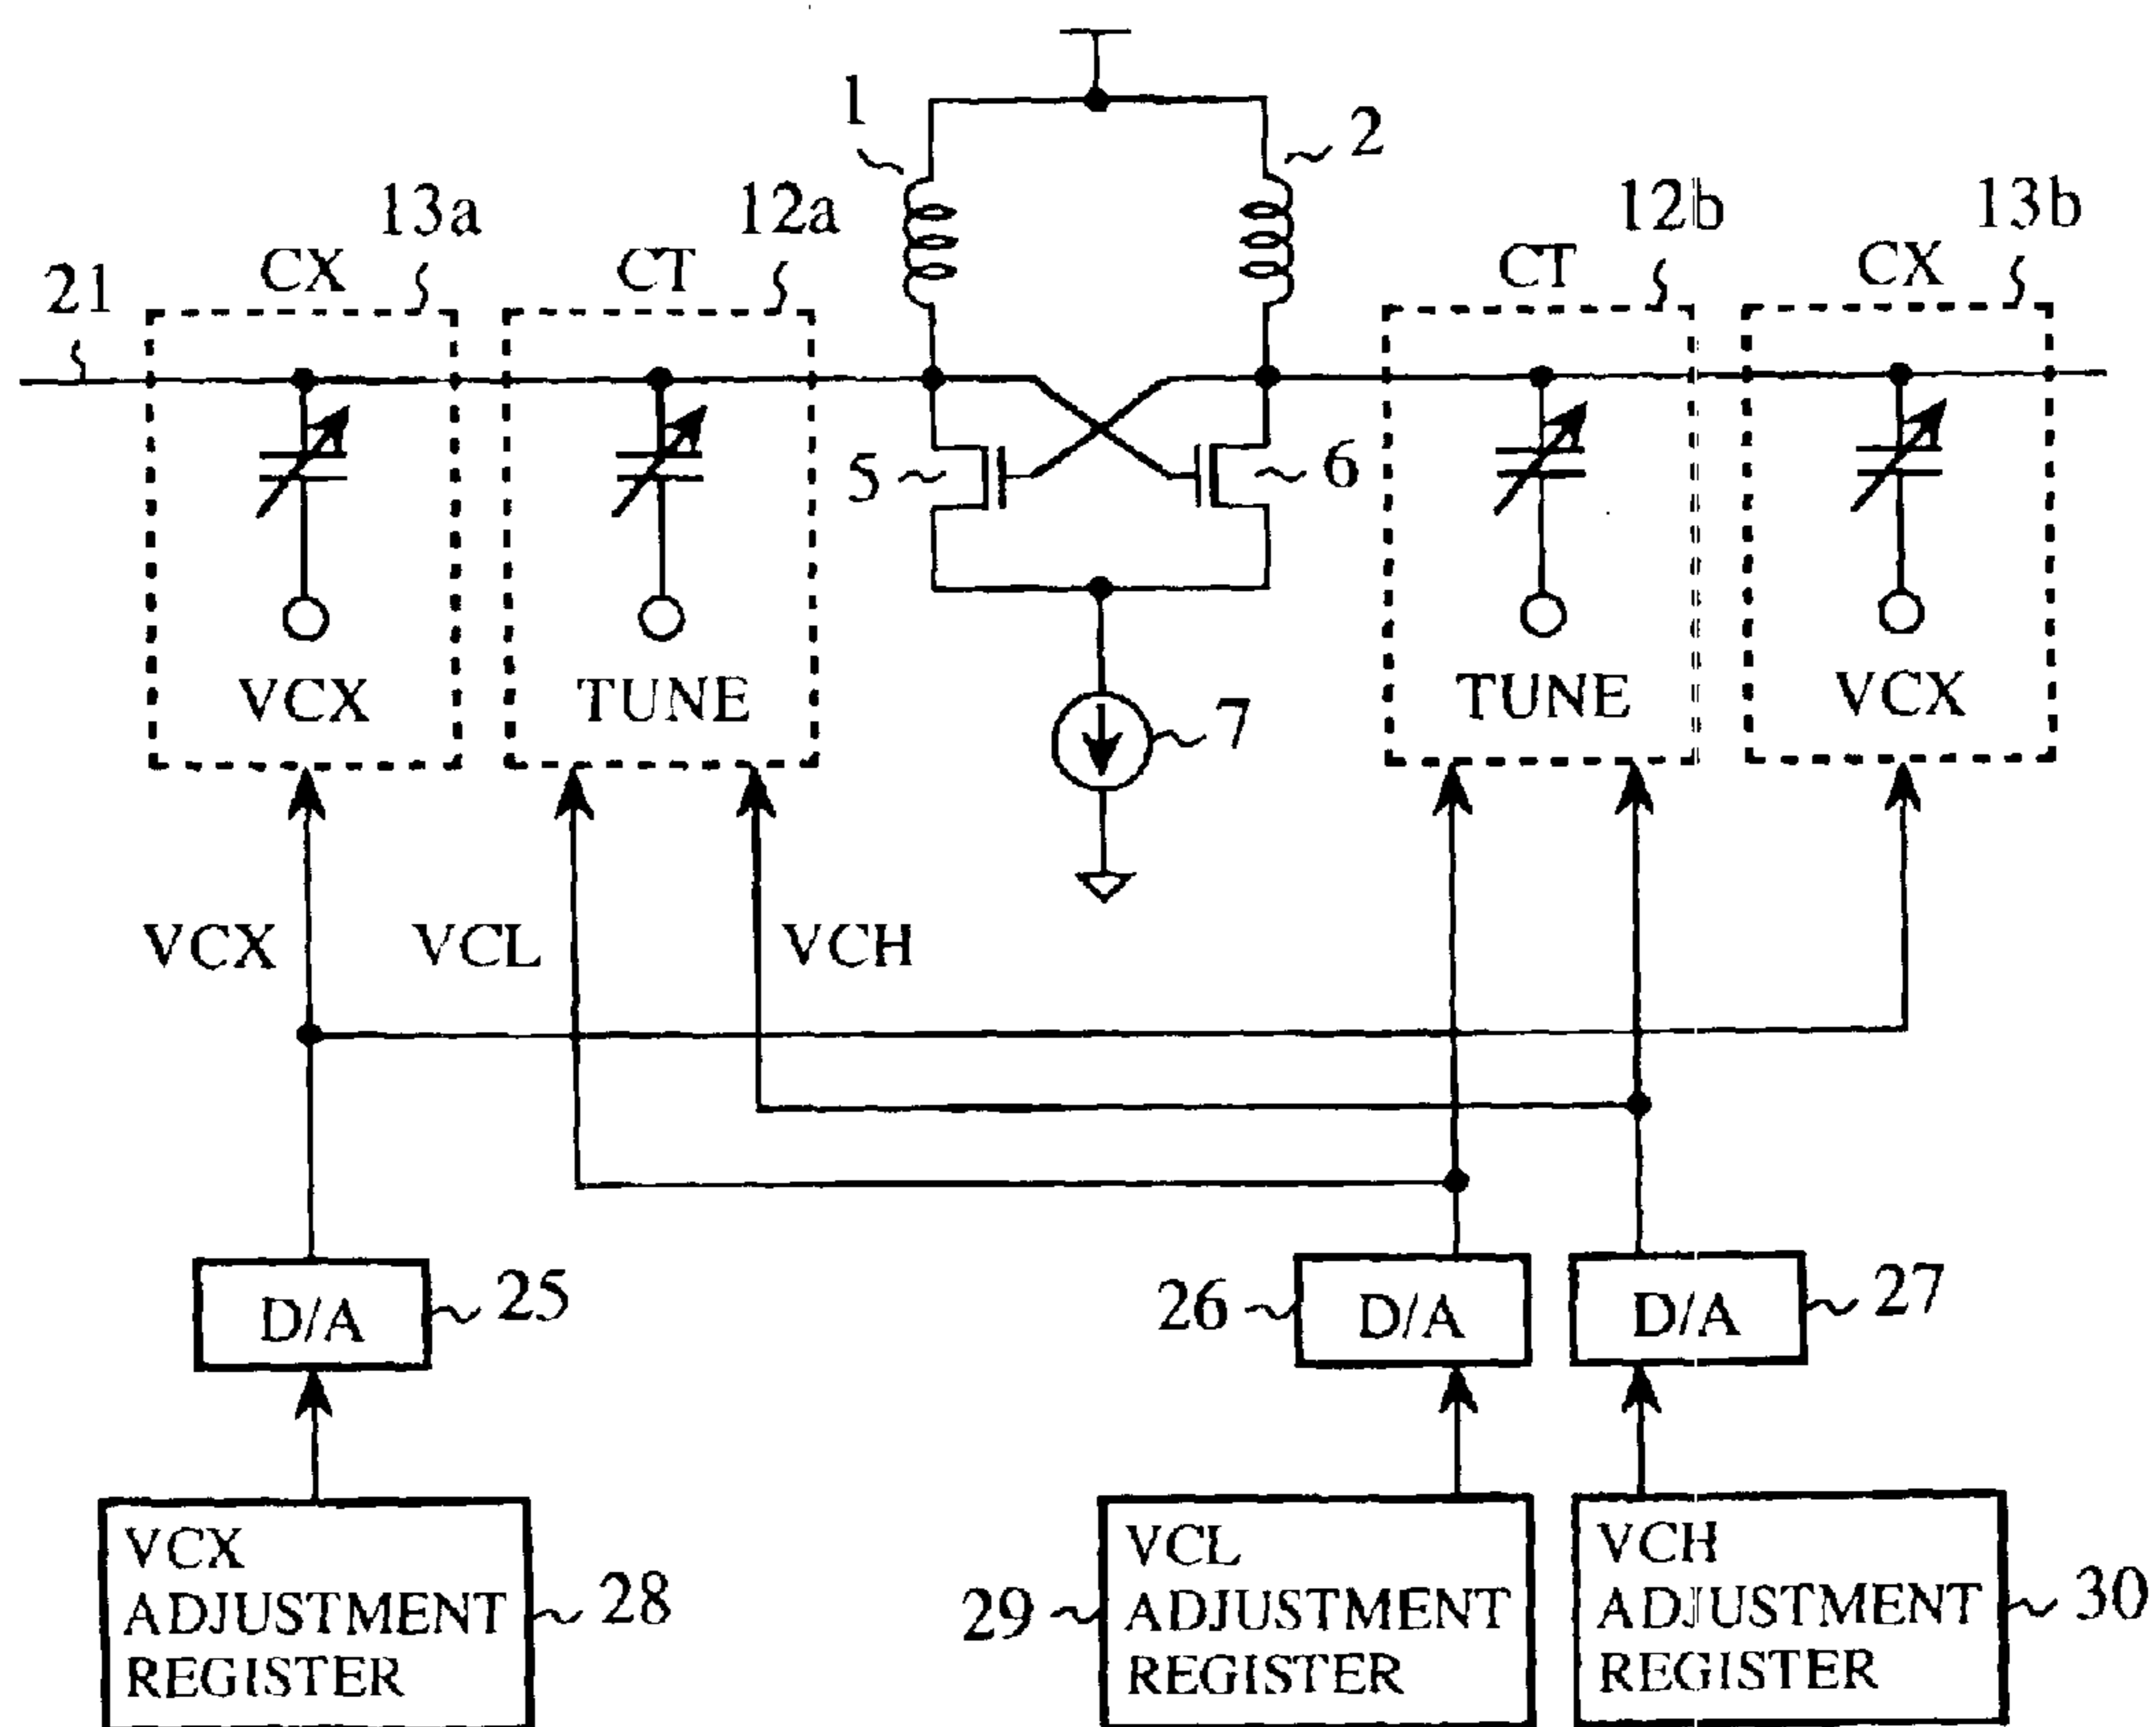 1
2
13a
12a
12b
13b
CX
CT
CT
CX
21
5
6
VCX
TUNE
TUNE
VCX
7
VCX
VCL
VCH
D/A
25
26
D/A
D/A
27
VCX
ADJUSTMENT
REGISTER
28
29
VCL
ADJUSTMENT
REGISTER
VCH
ADJUSTMENT
REGISTER
30